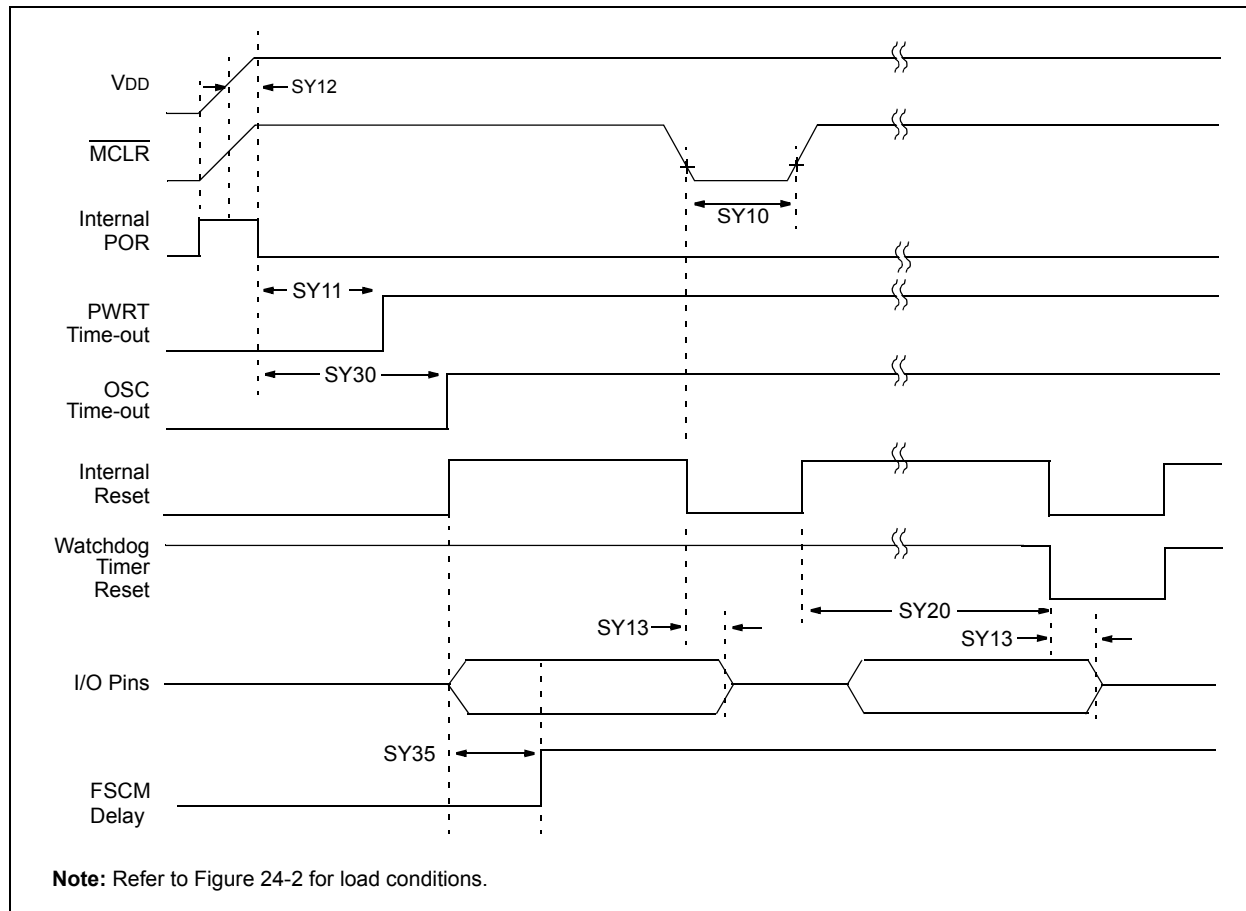 VDD
SY12
MCLR
SY10
Internal
POR
SY11
PWRT
Time-out
SY30
OSC
Time-out
Internal
Reset
Watchdog
Timer
Reset
SY20
SY13
SY13
I/O Pins
SY35
FSCM
Delay
Note: Refer to Figure 24-2 for load conditions.